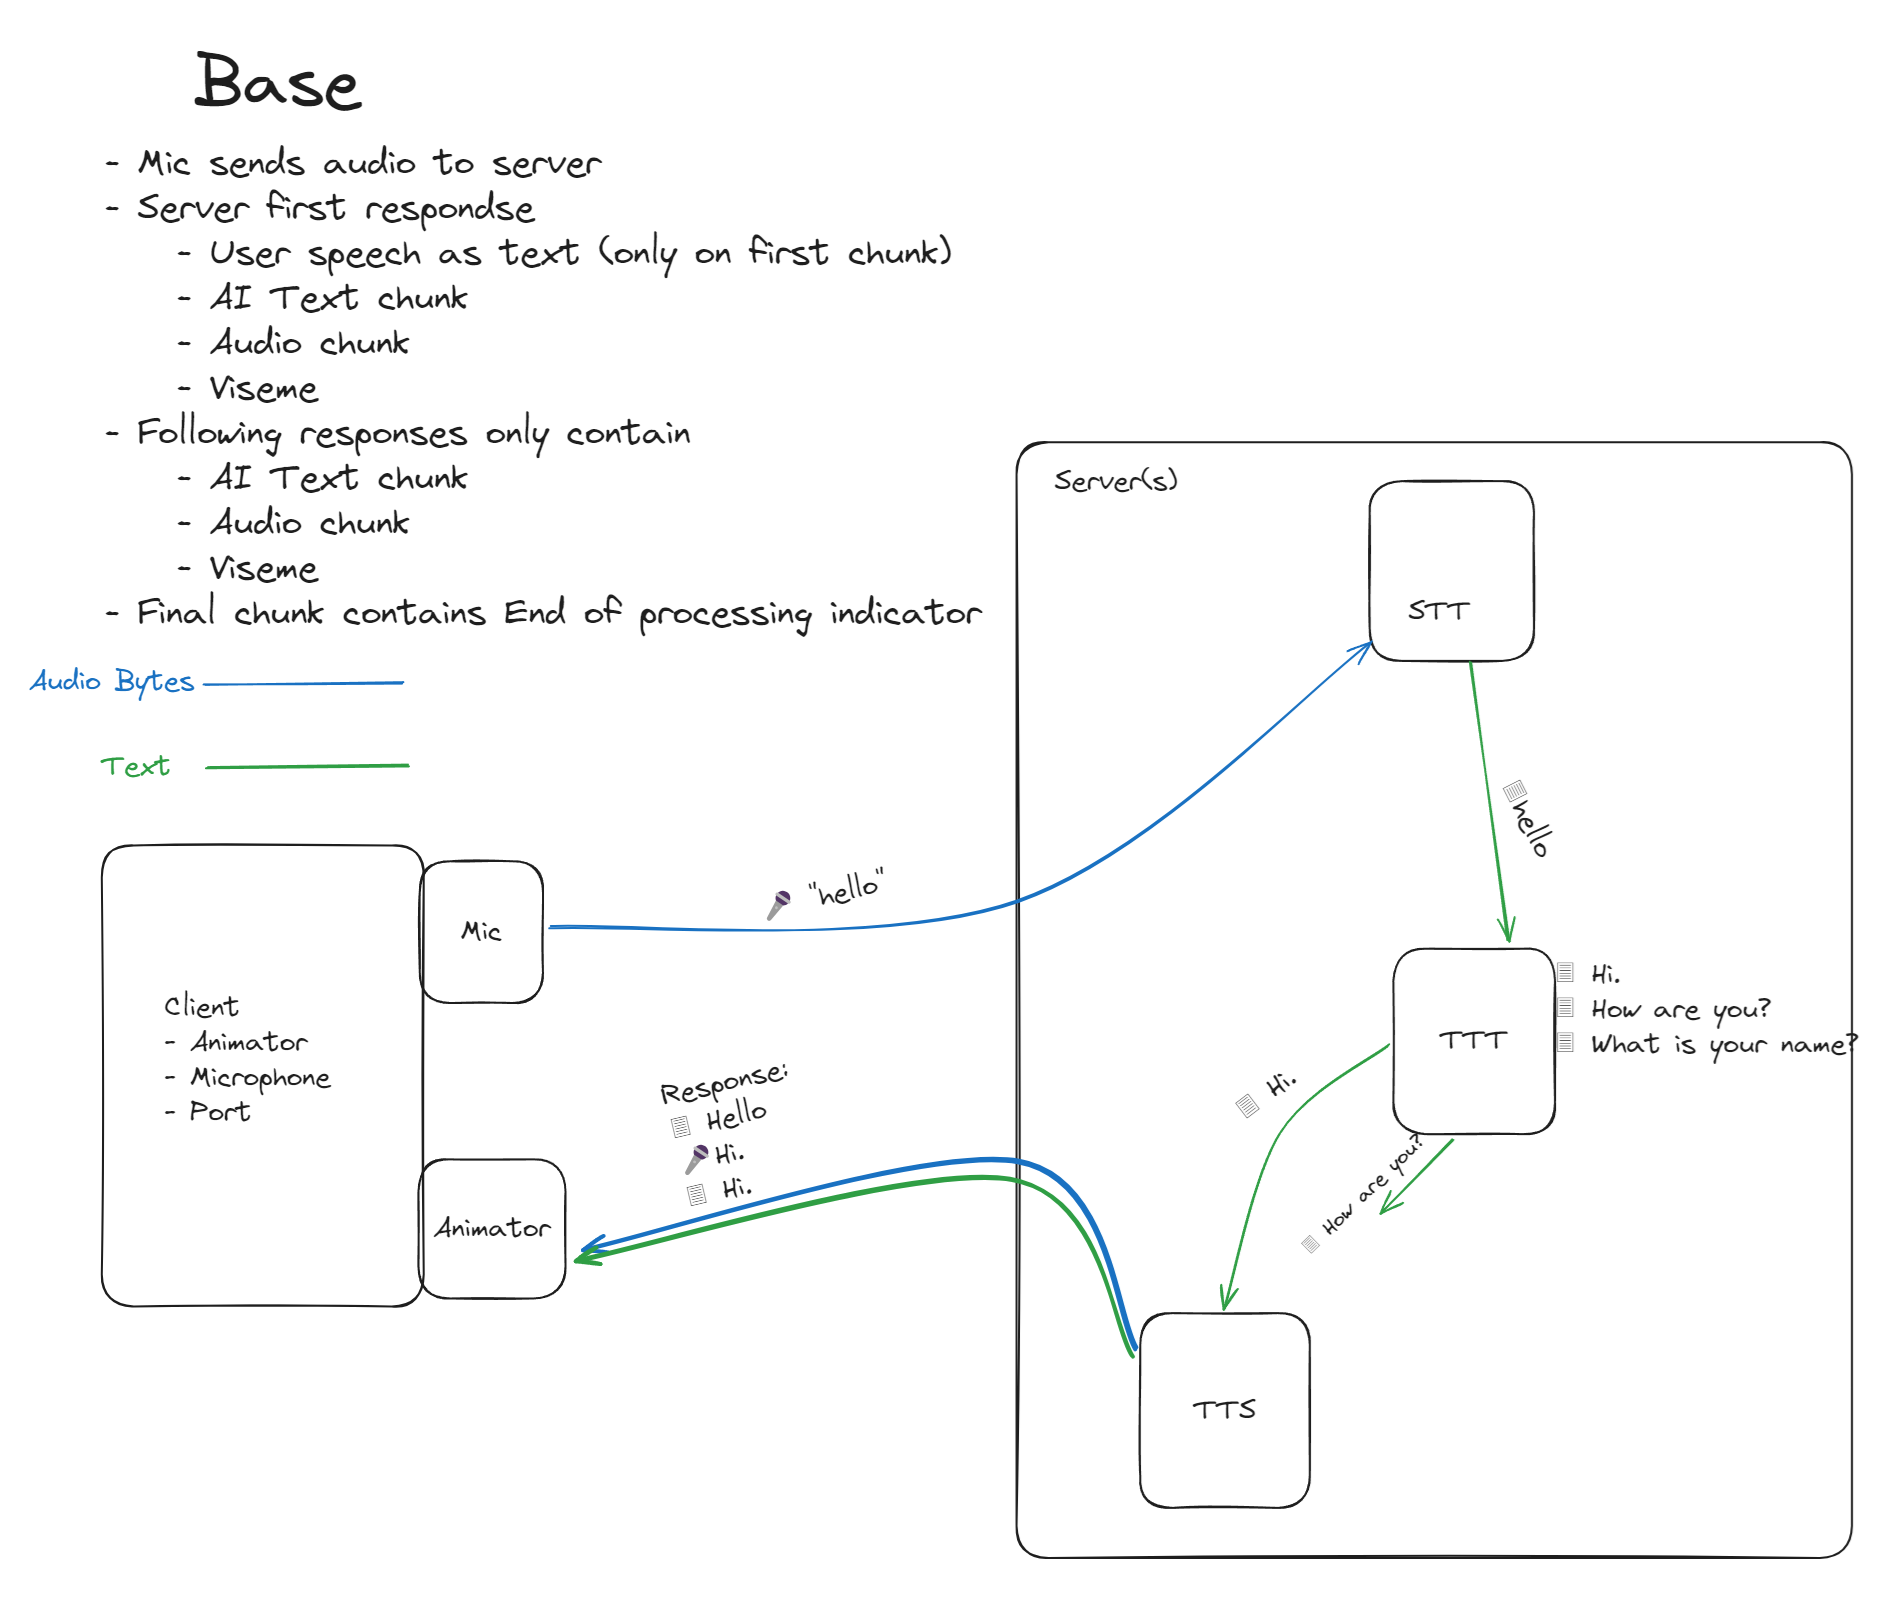 Base
- Mic sends audio to server
- Server first respondse
- User speech as text (only on first chunk)
- AI Text chunk
- Audio chunk
- Viseme
- Following responses only contain
- AI Text chunk
- Audio chunk
- Viseme
- Final chunk contains End of processing indicator
Audio Bytes
Text
Server(s)
STT
hello
"hello"
Mic
Client
- Animator
- Microphone
- Port
TTT
Hi.
How are you?
What is your name?
Hi.
How are you?
Response:
Hello
Hi.
Hi.
Animator
TTS